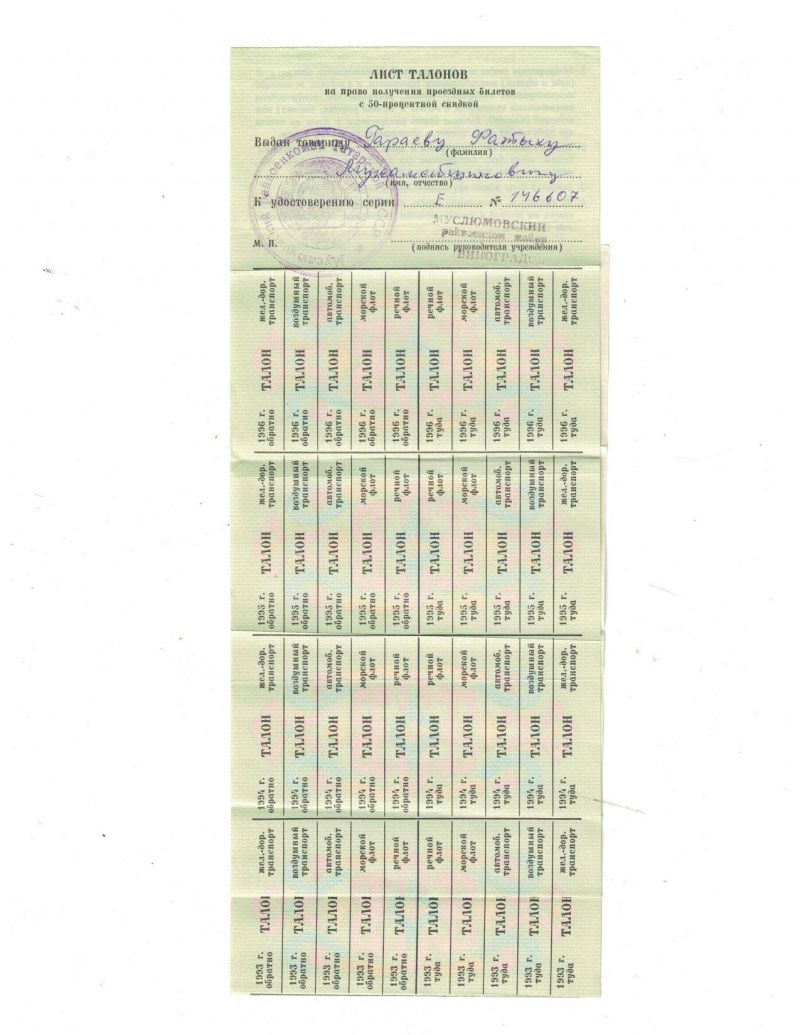 ЛИСТ ТАЛОНОВ
на право получения проездных билетов
с 50-процентной скидкой
Выдан товарищу Гараеву Фатыху
(фамилия)
(имя, отчество)
К удостоверению серии Е № 146607
МУСЛЮМОВСКИЙ
райвоенком майор
ВИНОГРАД
М. П.
(подпись руководителя учреждения)
1996 г. обратно ТАЛОН жел.-дор. транспорт
1996 г. обратно ТАЛОН воздушный транспорт
1996 г. обратно ТАЛОН автомоб. транспорт
1996 г. обратно ТАЛОН морской флот
1996 г. обратно ТАЛОН речной флот
1996 г. туда ТАЛОН речной флот
1996 г. туда ТАЛОН морской флот
1996 г. туда ТАЛОН автомоб. транспорт
1996 г. туда ТАЛОН воздушный транспорт
1996 г. туда ТАЛОН жел.-дор. транспорт
1995 г. обратно ТАЛОН жел.-дор. транспорт
1995 г. обратно ТАЛОН воздушный транспорт
1995 г. обратно ТАЛОН автомоб. транспорт
1995 г. обратно ТАЛОН морской флот
1995 г. обратно ТАЛОН речной флот
1995 г. туда ТАЛОН речной флот
1995 г. туда ТАЛОН морской флот
1995 г. туда ТАЛОН автомоб. транспорт
1995 г. туда ТАЛОН воздушный транспорт
1995 г. туда ТАЛОН жел.-дор. транспорт
1994 г. обратно ТАЛОН жел.-дор. транспорт
1994 г. обратно ТАЛОН воздушный транспорт
1994 г. обратно ТАЛОН автомоб. транспорт
1994 г. обратно ТАЛОН морской флот
1994 г. обратно ТАЛОН речной флот
1994 г. туда ТАЛОН речной флот
1994 г. туда ТАЛОН морской флот
1994 г. туда ТАЛОН автомоб. транспорт
1994 г. туда ТАЛОН воздушный транспорт
1994 г. туда ТАЛОН жел.-дор. транспорт
1993 г. обратно ТАЛОН жел.-дор. транспорт
1993 г. обратно ТАЛОН воздушный транспорт
1993 г. обратно ТАЛОН автомоб. транспорт
1993 г. обратно ТАЛОН морской флот
1993 г. обратно ТАЛОН речной флот
1993 г. туда ТАЛОН речной флот
1993 г. туда ТАЛОН морской флот
1993 г. туда ТАЛОН автомоб. транспорт
1993 г. туда ТАЛОН воздушный транспорт
1993 г. туда ТАЛОН жел.-дор. транспорт